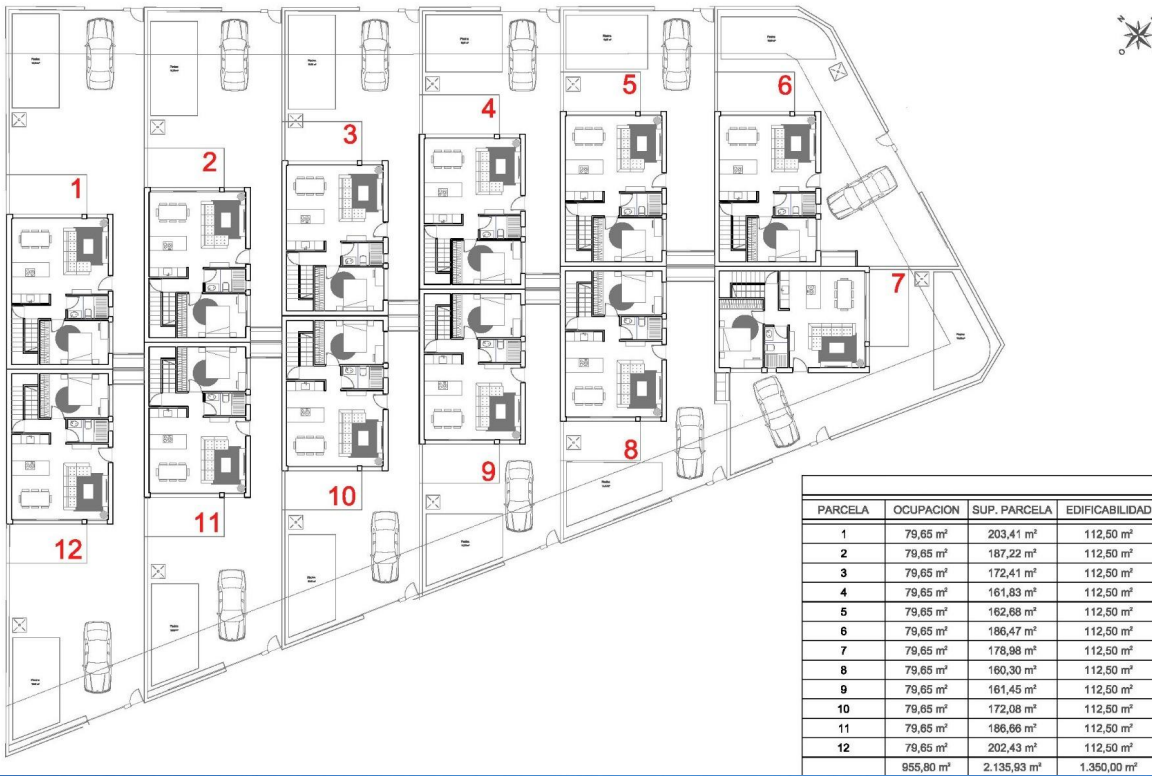 N
O
1
2
3
4
5
6
7
8
9
10
11
12
PARCELA OCUPACION SUP. PARCELA EDIFICABILIDAD
1 79,65 m² 203,41 m² 112,50 m²
2 79,65 m² 187,22 m² 112,50 m²
3 79,65 m² 172,41 m² 112,50 m²
4 79,65 m² 161,83 m² 112,50 m²
5 79,65 m² 162,68 m² 112,50 m²
6 79,65 m² 186,47 m² 112,50 m²
7 79,65 m² 178,98 m² 112,50 m²
8 79,65 m² 160,30 m² 112,50 m²
9 79,65 m² 161,45 m² 112,50 m²
10 79,65 m² 172,08 m² 112,50 m²
11 79,65 m² 186,66 m² 112,50 m²
12 79,65 m² 202,43 m² 112,50 m²
955,80 m² 2.135,93 m² 1.350,00 m²